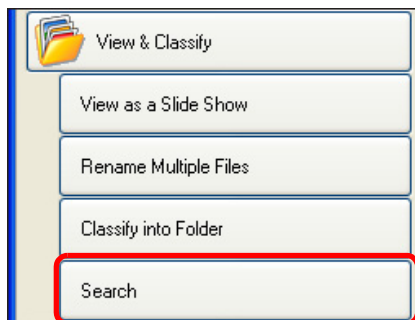 View & Classify
View as a Slide Show
Rename Multiple Files
Classify into Folder
Search